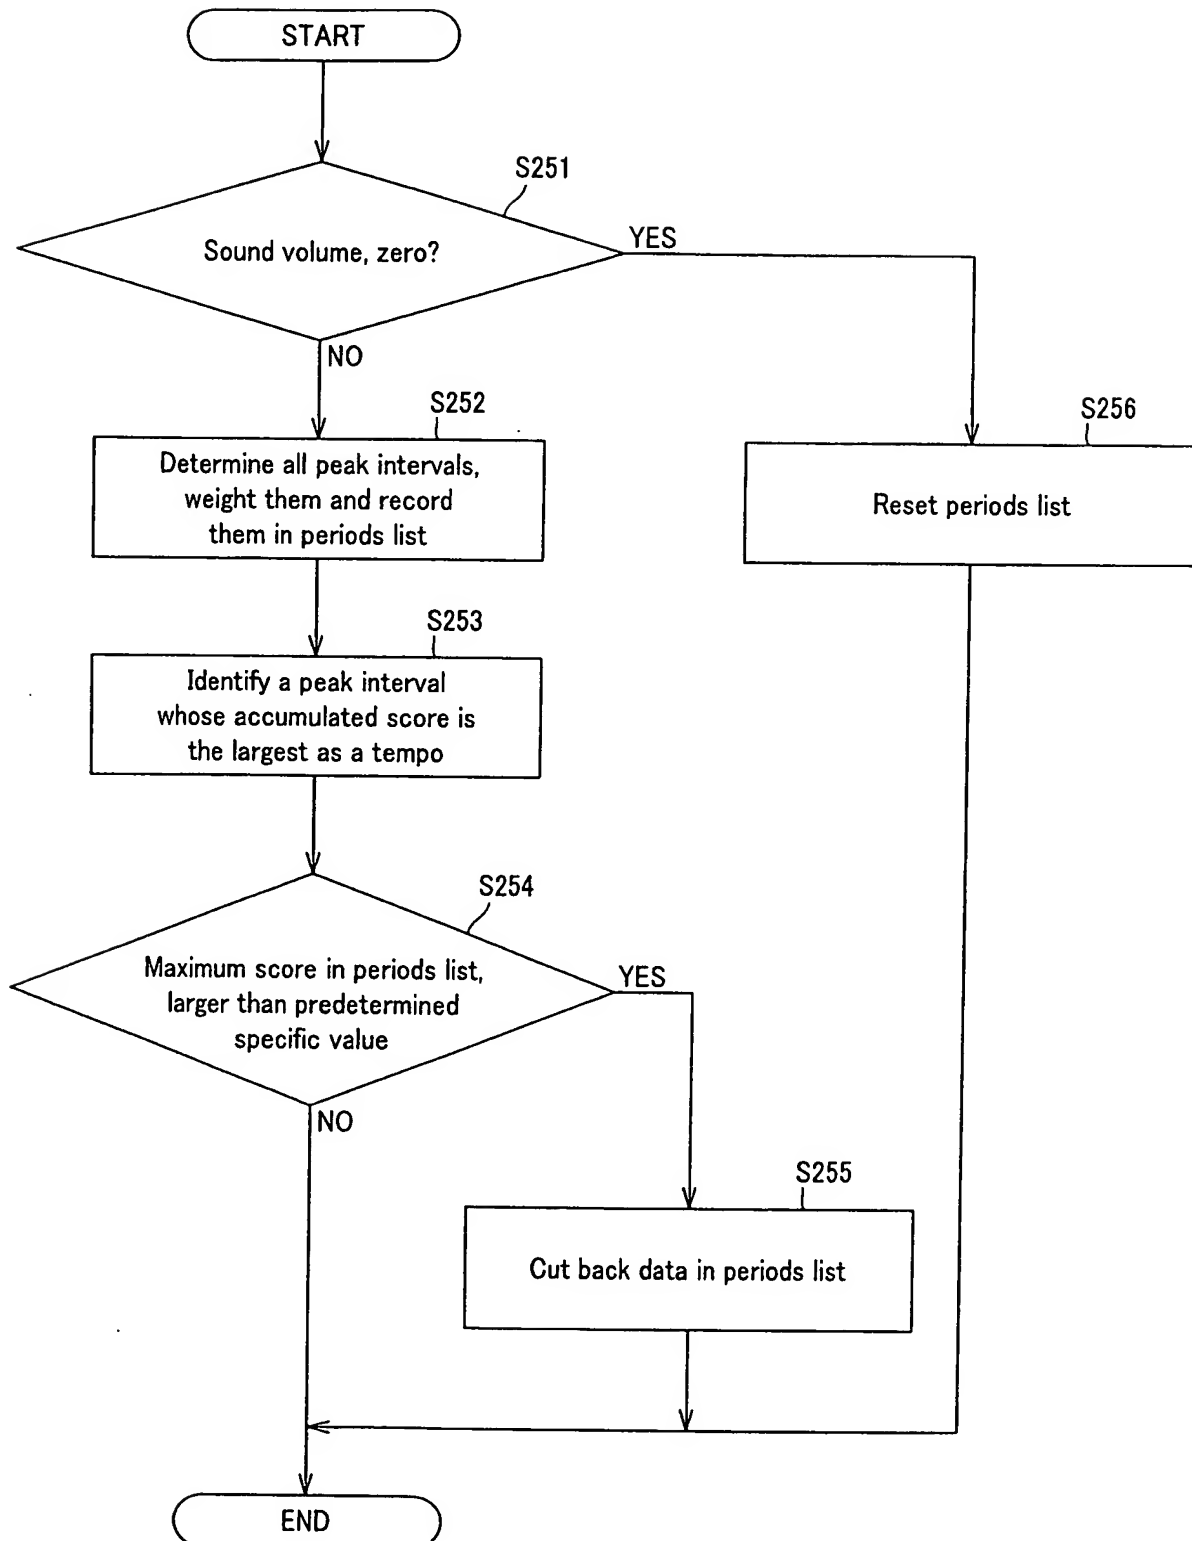 START
S251
Sound volume, zero?
YES
NO
S252
Determine all peak intervals,
weight them and record
them in periods list
S256
Reset periods list
S253
Identify a peak interval
whose accumulated score is
the largest as a tempo
S254
Maximum score in periods list,
larger than predetermined
specific value
YES
NO
S255
Cut back data in periods list
END